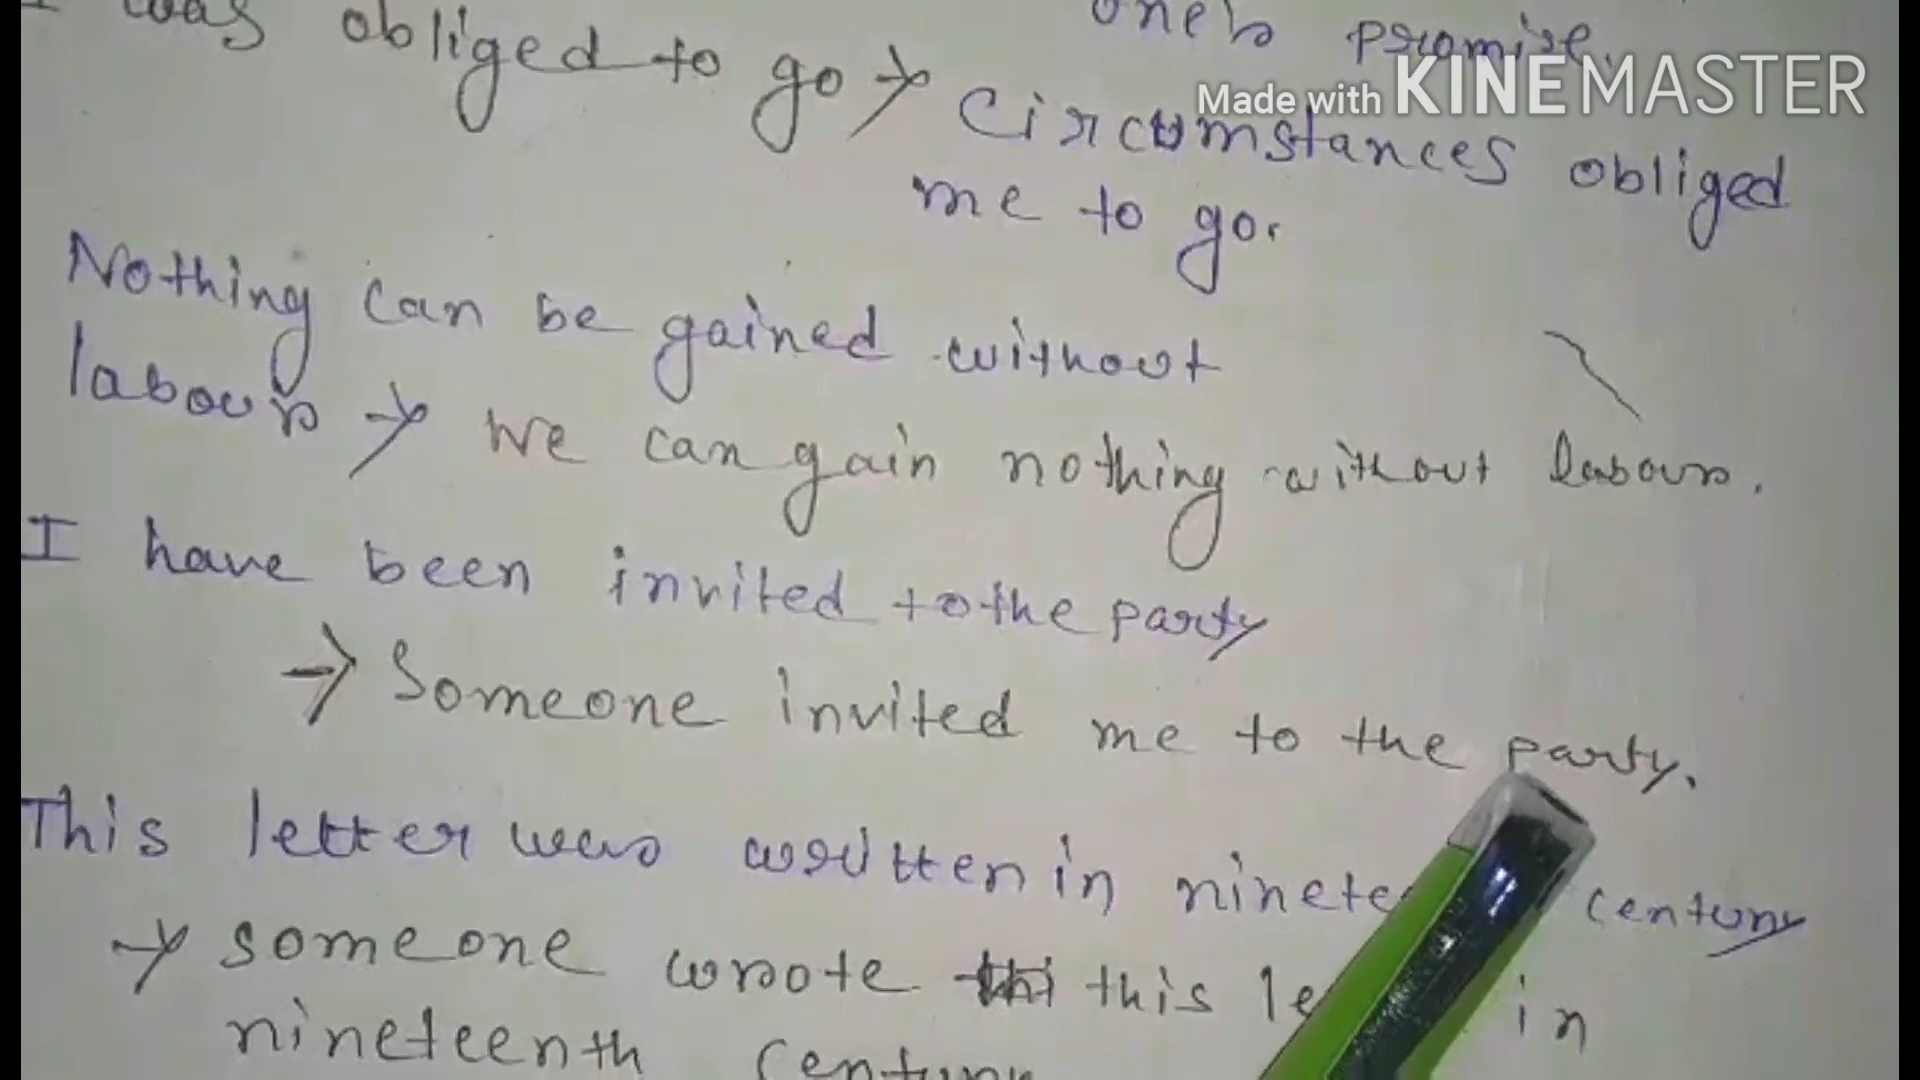 one's promise.
I was obliged to go → Circumstances obliged
me to go.
Nothing can be gained without
labour → We can gain nothing without labour.
I have been invited to the party
→ Someone invited me to the party.
This letter was written in century
→ someone wrote this in
nineteenth century
Made with KINEMASTER